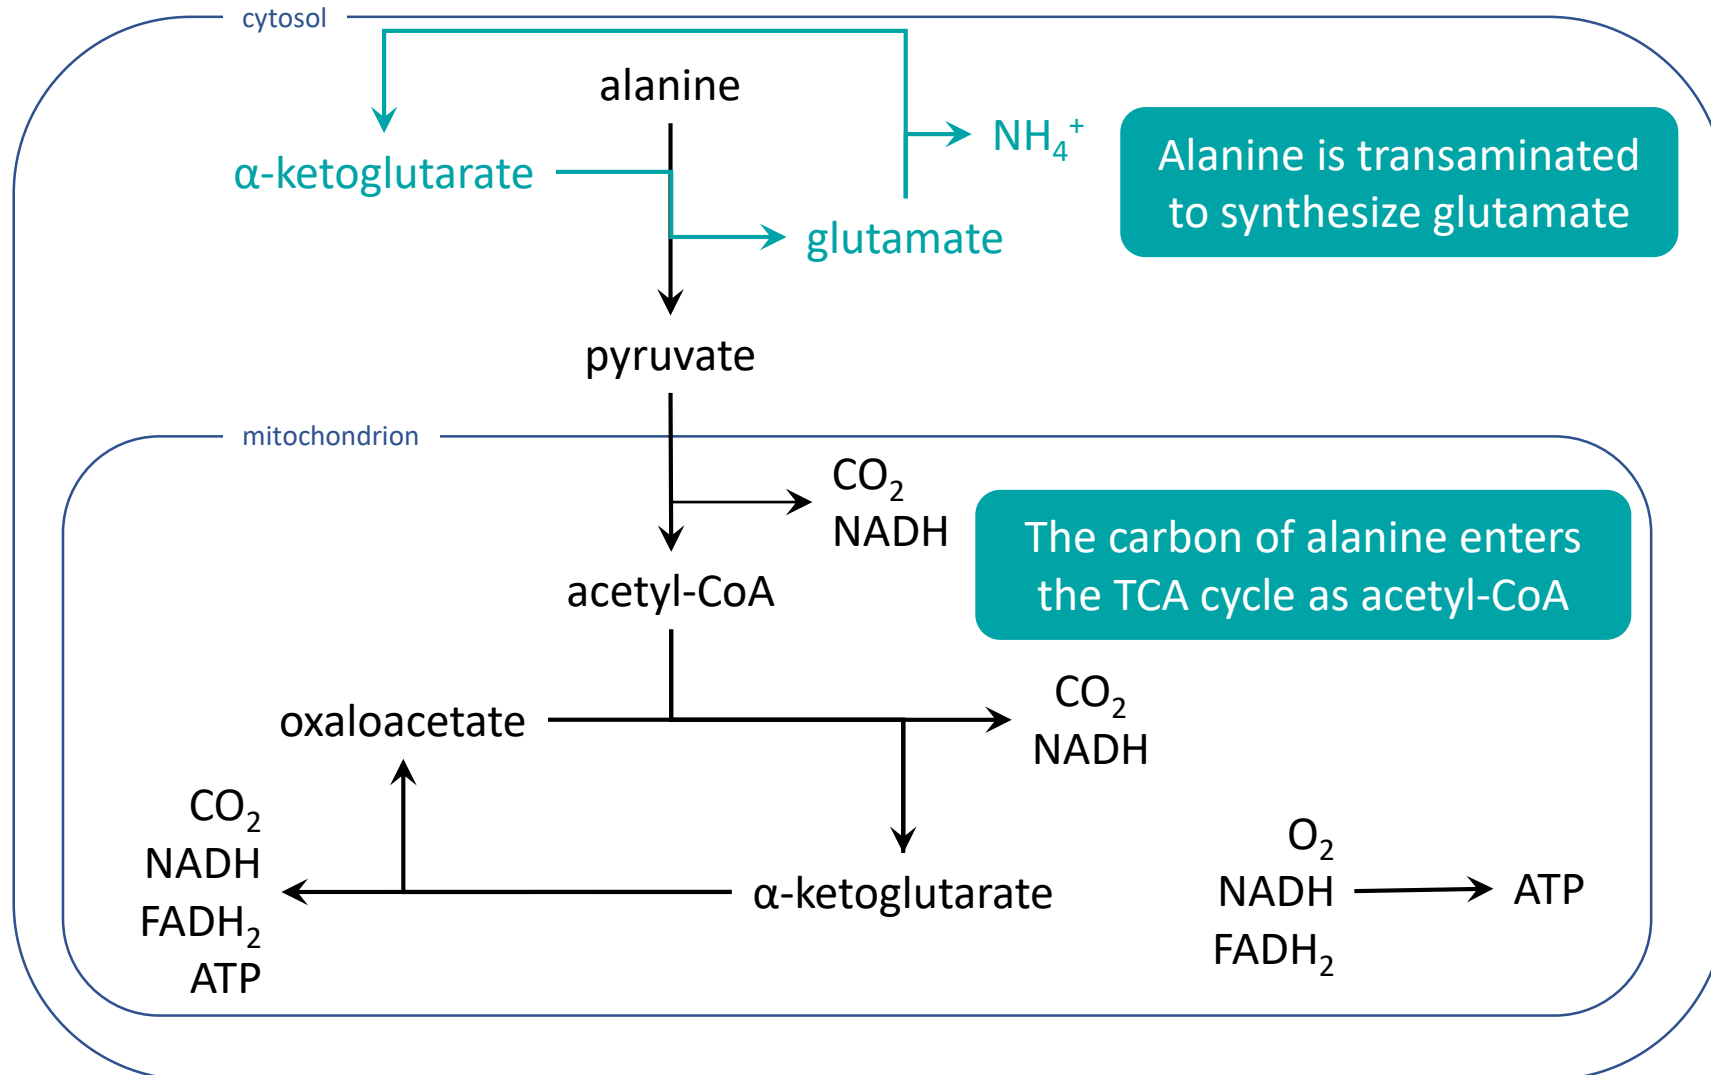 cytosol
alanine
NH₄⁺
α-ketoglutarate
glutamate
Alanine is transaminated
to synthesize glutamate
pyruvate
mitochondrion
CO₂
NADH
The carbon of alanine enters
the TCA cycle as acetyl-CoA
acetyl-CoA
oxaloacetate
CO₂
NADH
CO₂
NADH
FADH₂
ATP
α-ketoglutarate
O₂
NADH
FADH₂
ATP